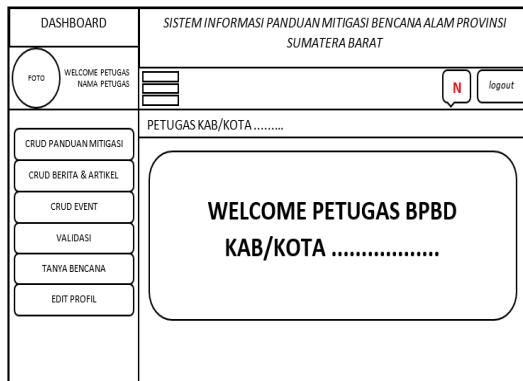 DASHBOARD
SISTEM INFORMASI PANDUAN MITIGASI BENCANA ALAM PROVINSI
SUMATERA BARAT
FOTO
WELCOME PETUGAS
NAMA PETUGAS
N
logout
PETUGAS KAB/KOTA .........
CRUD PANDUAN MITIGASI
CRUD BERITA & ARTIKEL
CRUD EVENT
VALIDASI
TANYA BENCANA
EDIT PROFIL
WELCOME PETUGAS BPBD
KAB/KOTA ..................